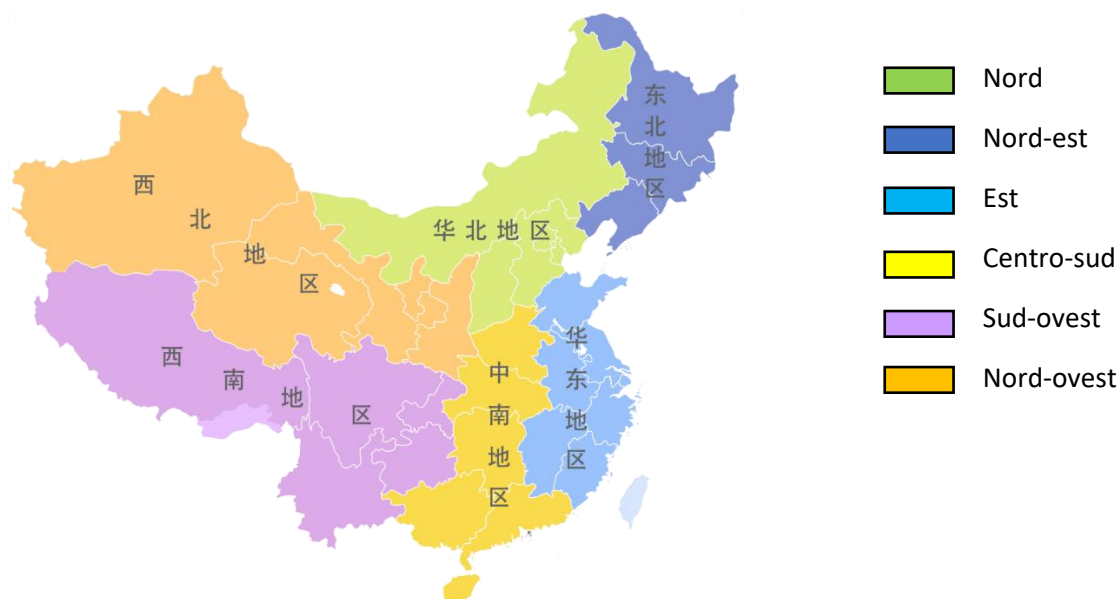 东北地区
西北地区
华北地区
华东地区
中南地区
西南地区
Nord
Nord-est
Est
Centro-sud
Sud-ovest
Nord-ovest